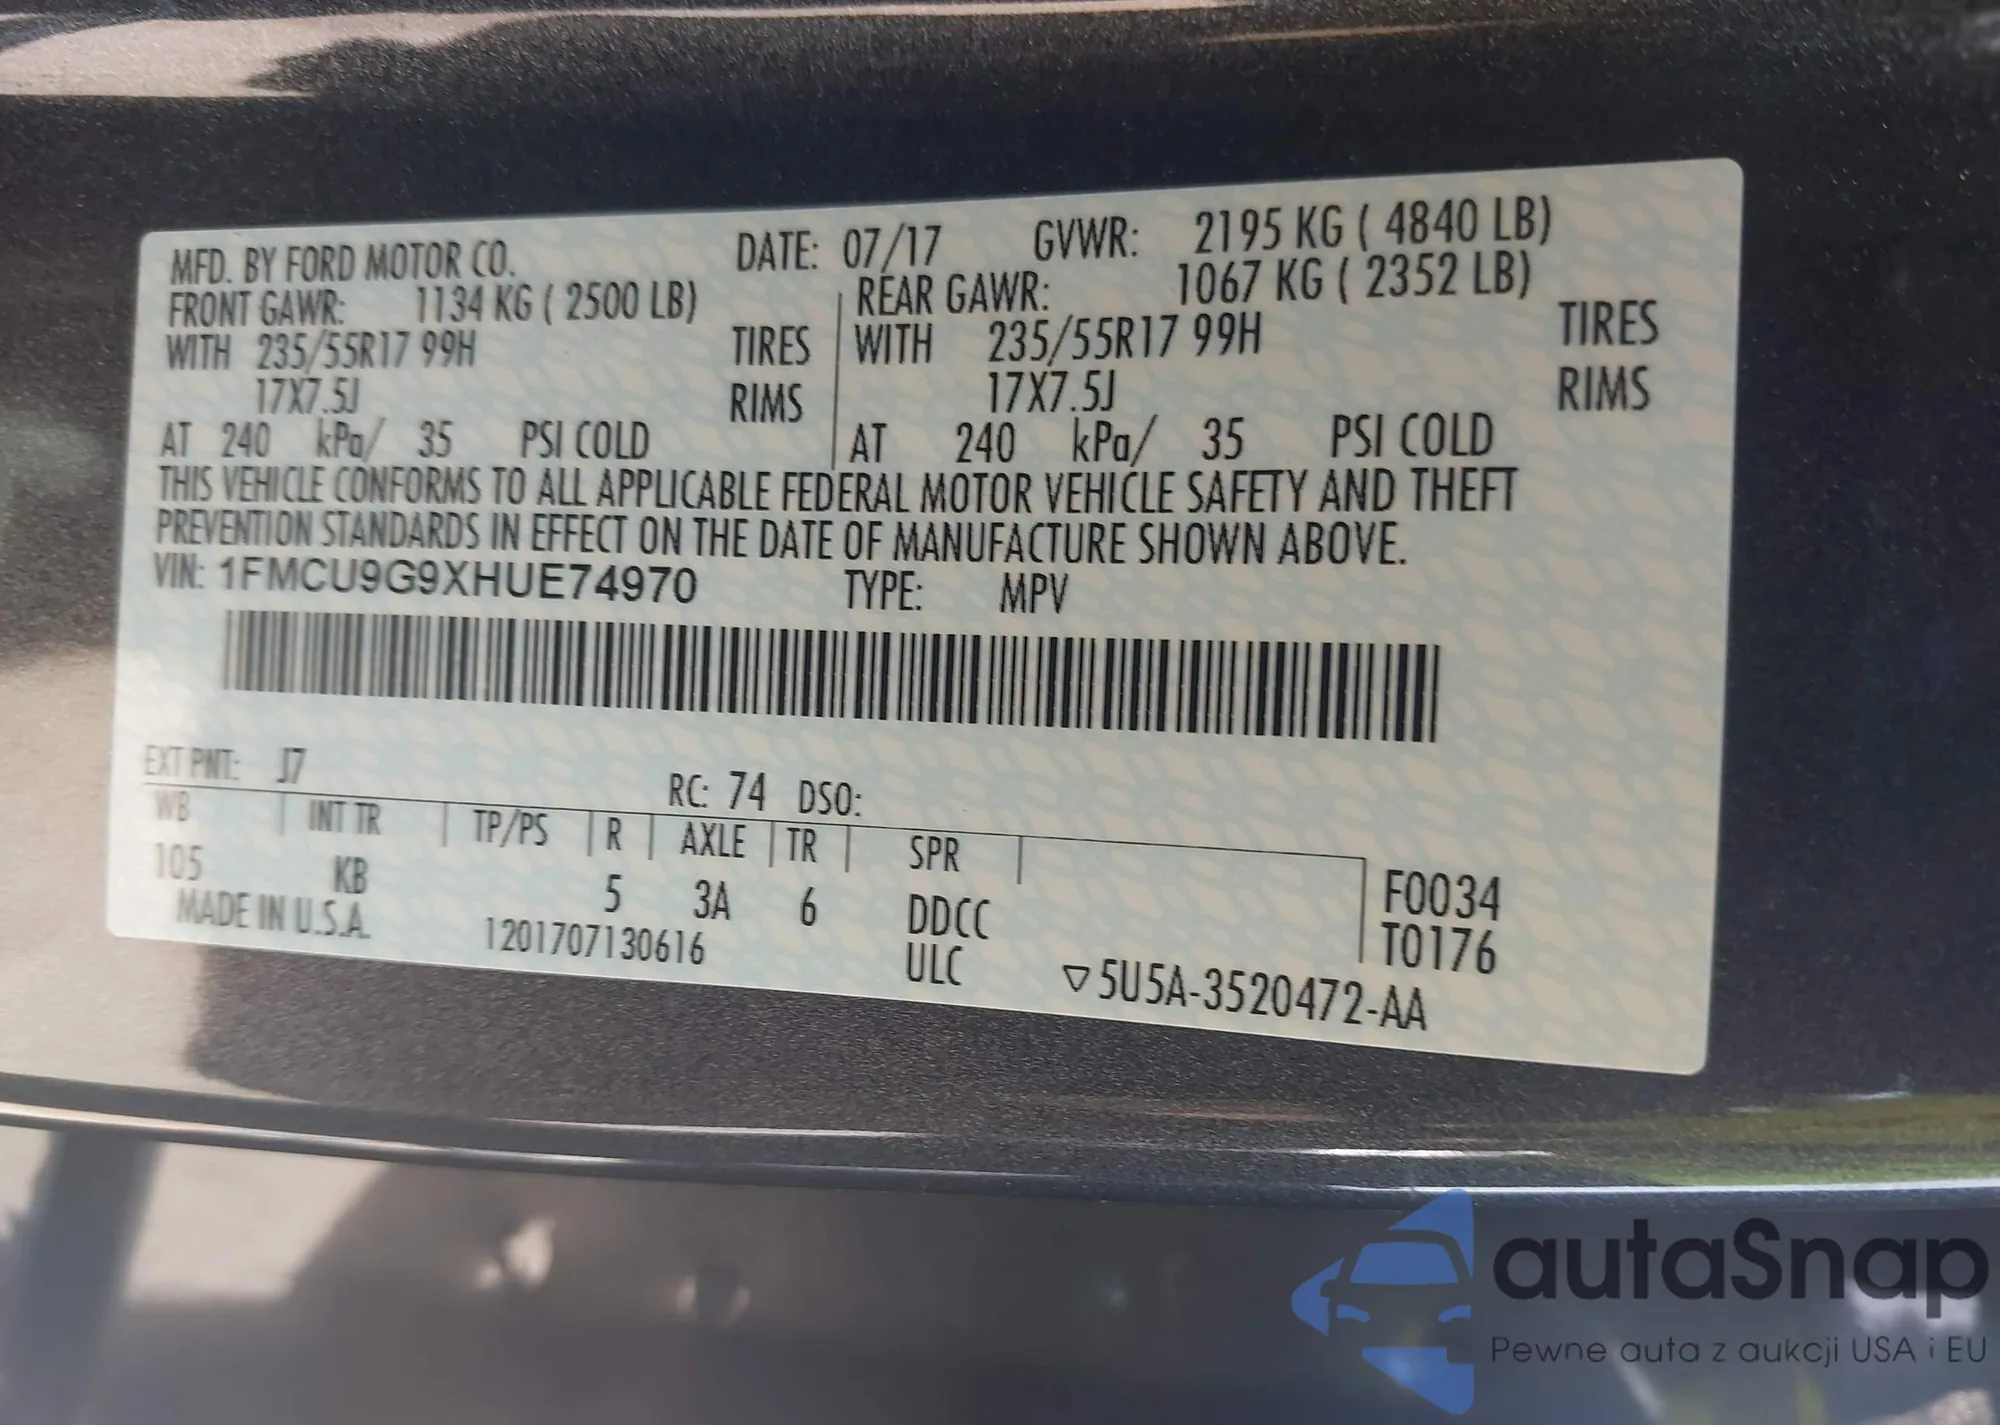 MFD. BY FORD MOTOR CO. DATE: 07/17 GVWR: 2195 KG ( 4840 LB)
FRONT GAWR: 1134 KG ( 2500 LB) REAR GAWR: 1067 KG ( 2352 LB)
WITH 235/55R17 99H TIRES WITH 235/55R17 99H TIRES
17X7.5J RIMS 17X7.5J RIMS
AT 240 kPa/ 35 PSI COLD AT 240 kPa/ 35 PSI COLD
THIS VEHICLE CONFORMS TO ALL APPLICABLE FEDERAL MOTOR VEHICLE SAFETY AND THEFT
PREVENTION STANDARDS IN EFFECT ON THE DATE OF MANUFACTURE SHOWN ABOVE.
VIN: 1FMCU9G9XHUE74970 TYPE: MPV
EXT PNT: J7 RC: 74 DSO:
WB INT TR TP/PS R AXLE TR SPR
105 KB 5 3A 6 DDCC F0034
MADE IN U.S.A. 1201707130616 ULC T0176
▽5U5A-3520472-AA
autaSnap
Pewne auta z aukcji USA i EU